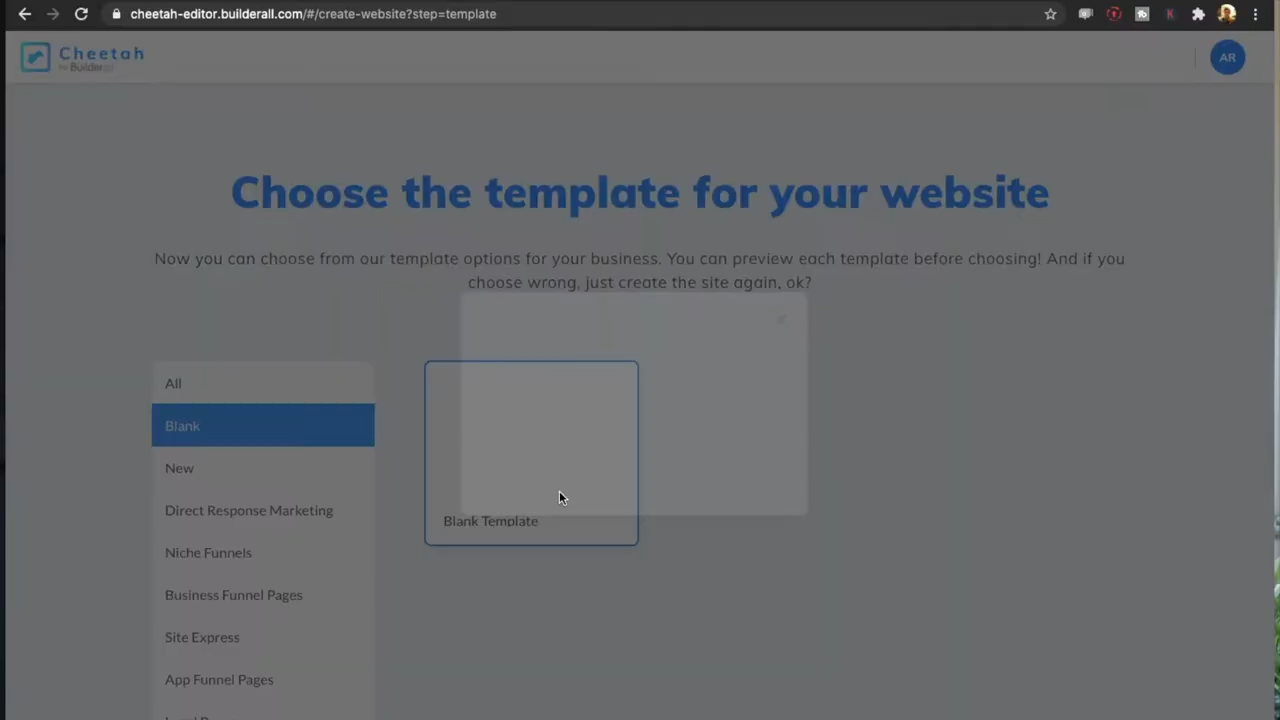 cheetah-editor.builderall.com/#/create-website?step=template
Cheetah
by Builderall
AR
Choose the template for your website
Now you can choose from our template options for your business. You can preview each template before choosing! And if you
choose wrong, just create the site again, ok?
All
Blank
New
Direct Response Marketing
Niche Funnels
Business Funnel Pages
Site Express
App Funnel Pages
Blank Template